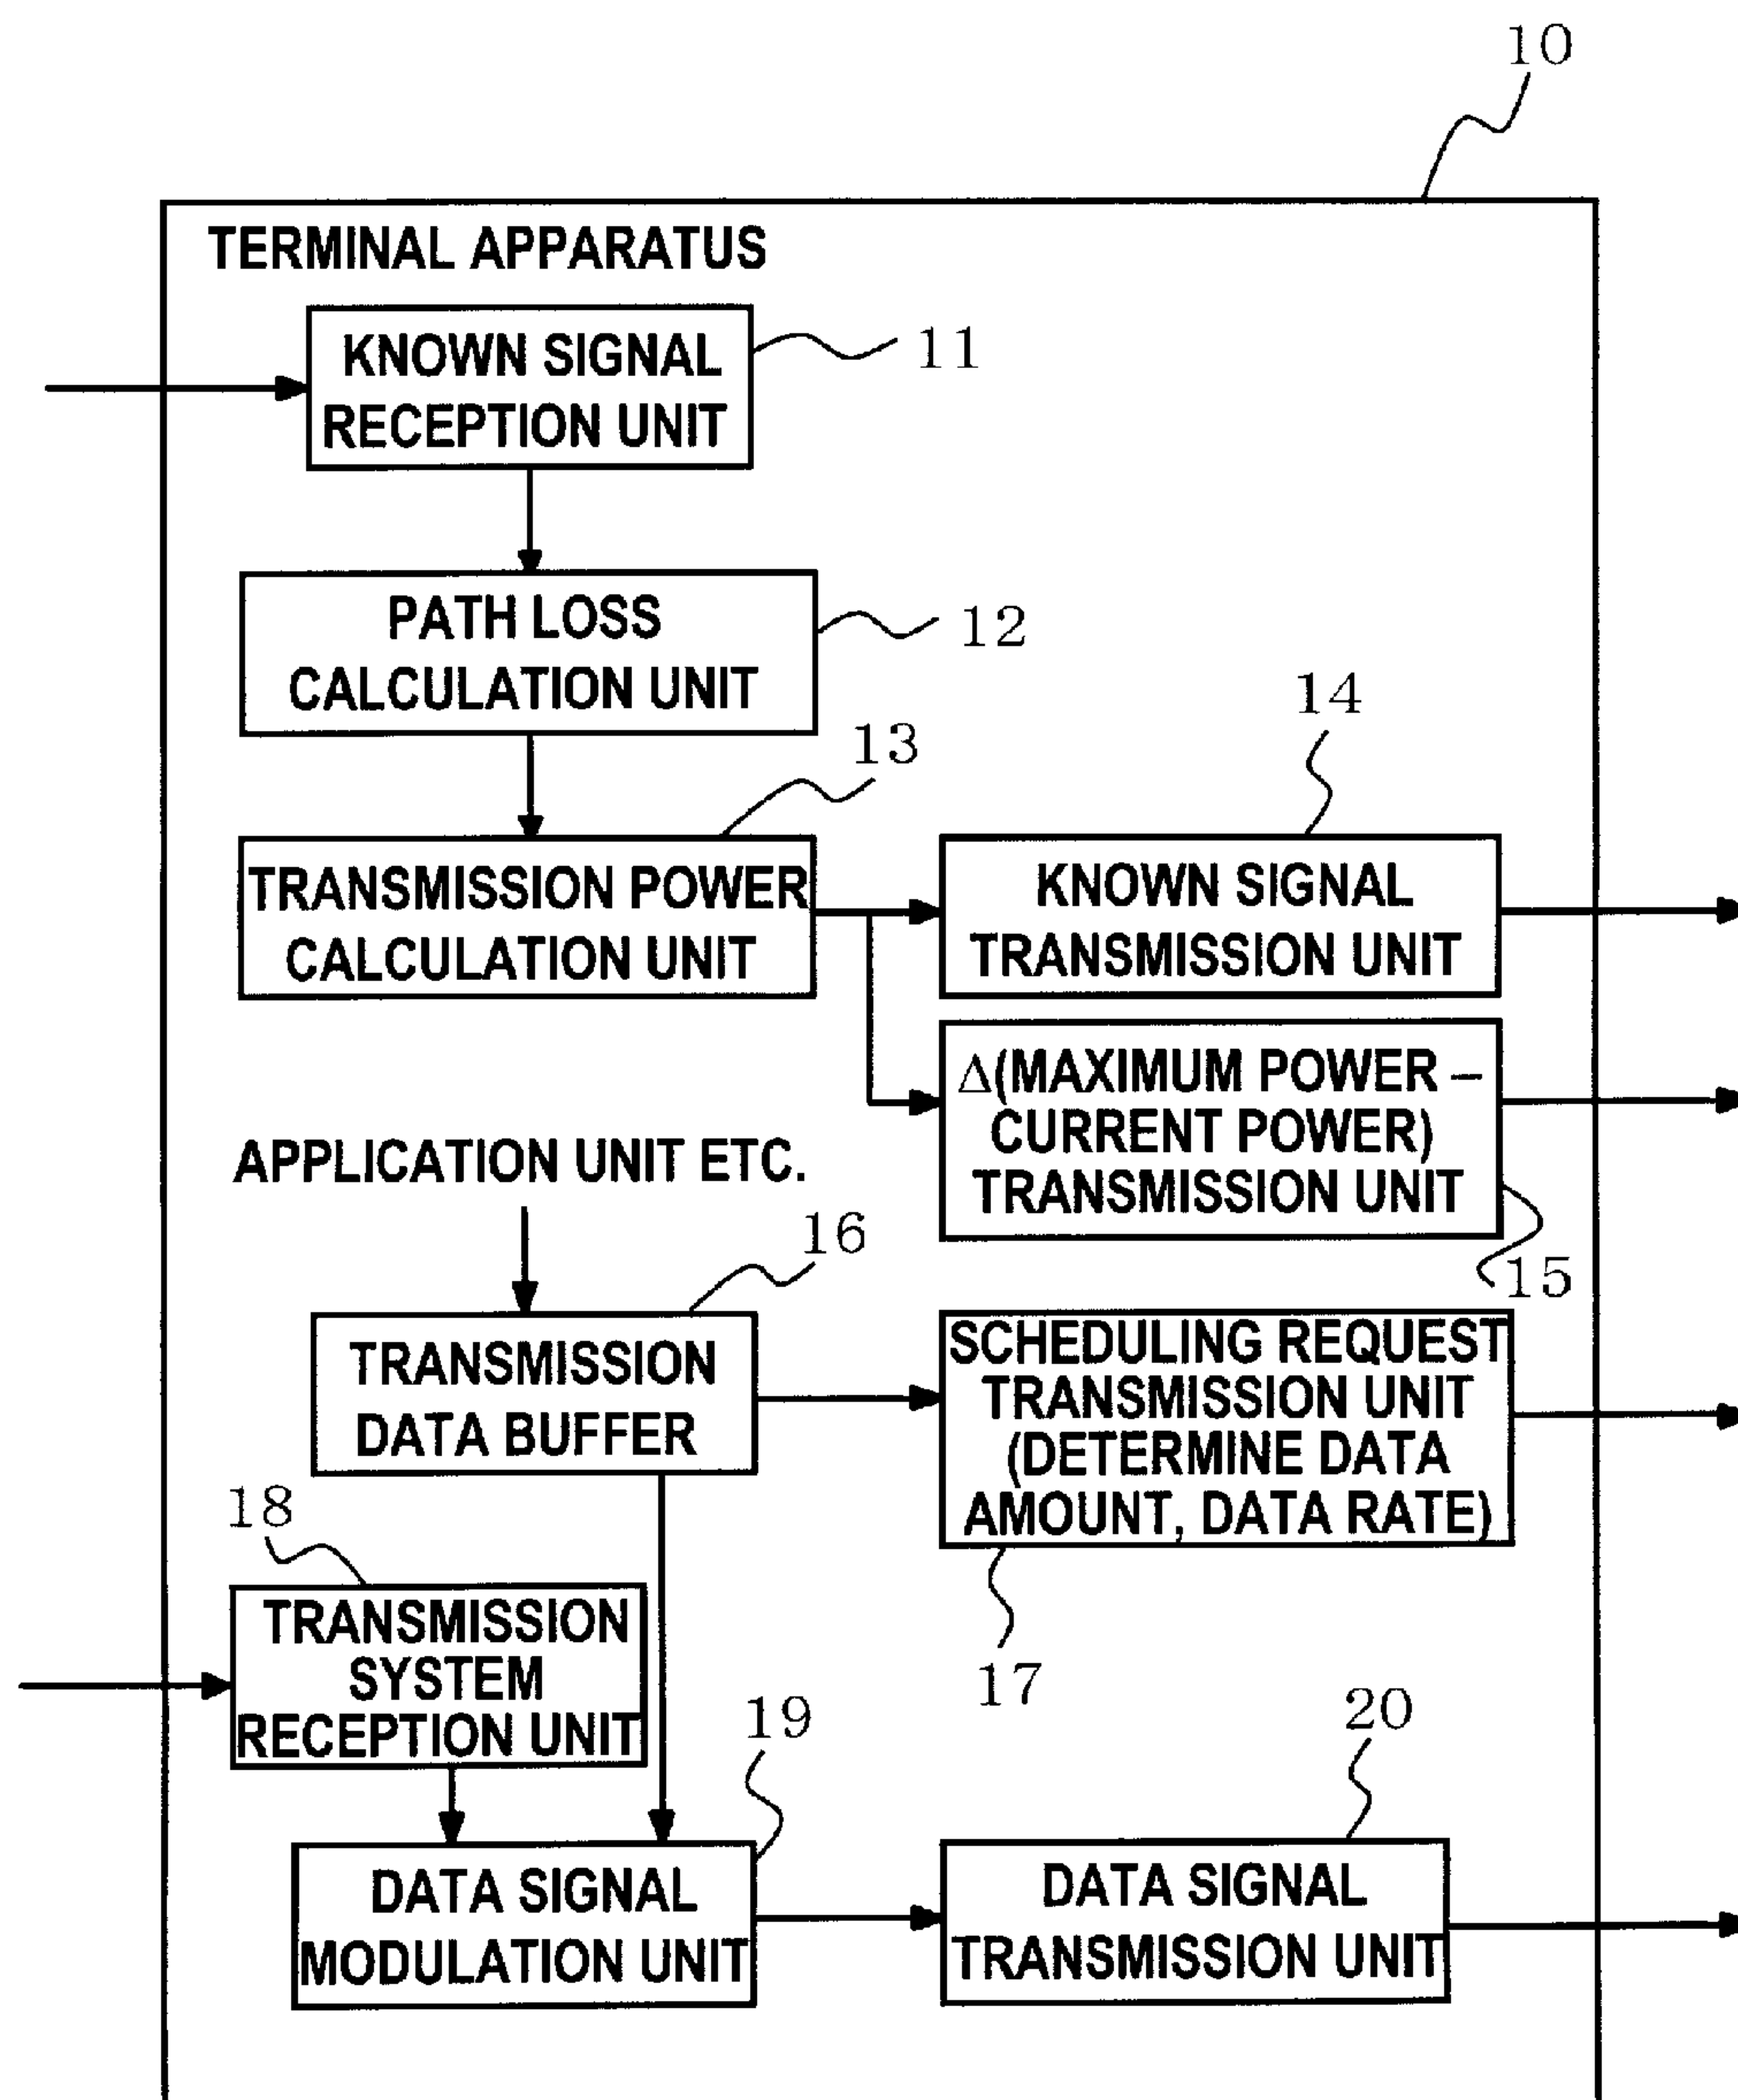 10
TERMINAL APPARATUS
KNOWN SIGNAL
RECEPTION UNIT
11
PATH LOSS
CALCULATION UNIT
12
13
14
TRANSMISSION POWER
CALCULATION UNIT
KNOWN SIGNAL
TRANSMISSION UNIT
Δ(MAXIMUM POWER –
CURRENT POWER)
TRANSMISSION UNIT
15
APPLICATION UNIT ETC.
16
TRANSMISSION
DATA BUFFER
SCHEDULING REQUEST
TRANSMISSION UNIT
(DETERMINE DATA
AMOUNT, DATA RATE)
17
18
TRANSMISSION
SYSTEM
RECEPTION UNIT
19
20
DATA SIGNAL
MODULATION UNIT
DATA SIGNAL
TRANSMISSION UNIT